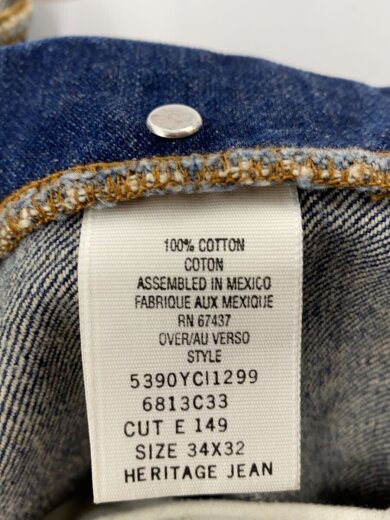 100% COTTON
COTON
ASSEMBLED IN MEXICO
FABRIQUE AUX MEXIQUE
RN 67437
OVER/AU VERSO
STYLE
5390YCI1299
6813C33
CUT E 149
SIZE 34X32
HERITAGE JEAN